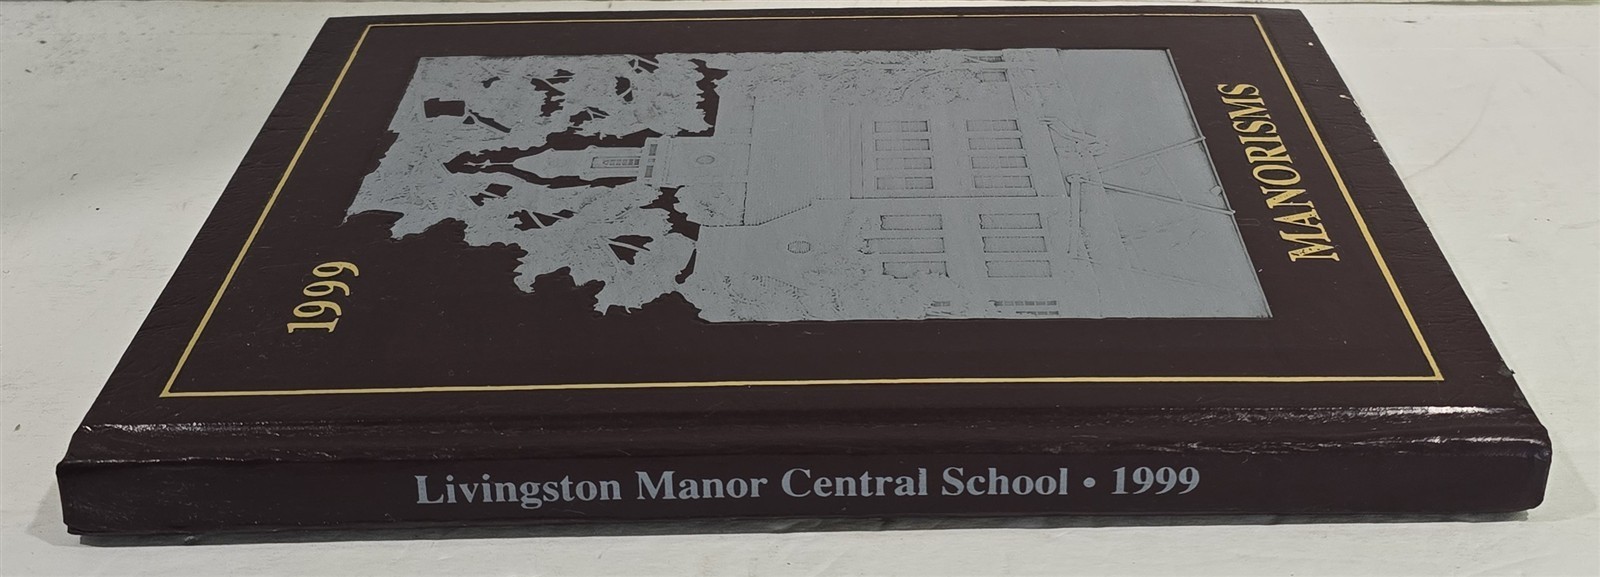 MANORISMS
1999
Livingston Manor Central School • 1999